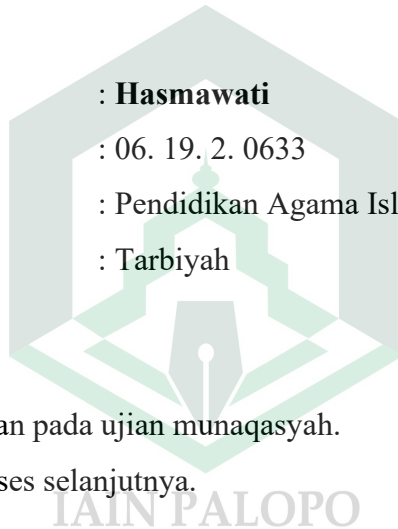 : Hasmawati
: 06. 19. 2. 0633
: Pendidikan Agama Isl
: Tarbiyah
an pada ujian munaqasyah.
ses selanjutnya.
IAIN PALOPO